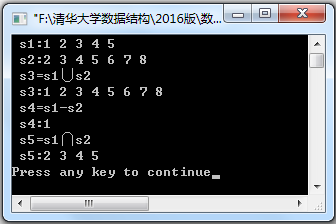 "F:\清华大学数据结构\2016版\数...
s1:1 2 3 4 5
s2:2 3 4 5 6 7 8
s3=s1∪s2
s3:1 2 3 4 5 6 7 8
s4=s1-s2
s4:1
s5=s1∩s2
s5:2 3 4 5
Press any key to continue_